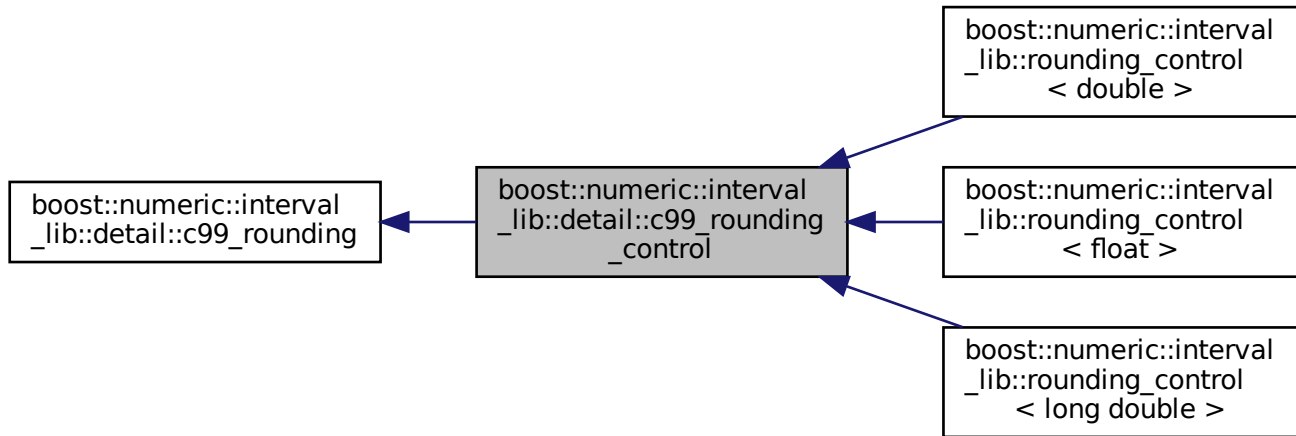 boost::numeric::interval
_lib::detail::c99_rounding
boost::numeric::interval
_lib::detail::c99_rounding
_control
boost::numeric::interval
_lib::rounding_control
< double >
boost::numeric::interval
_lib::rounding_control
< float >
boost::numeric::interval
_lib::rounding_control
< long double >